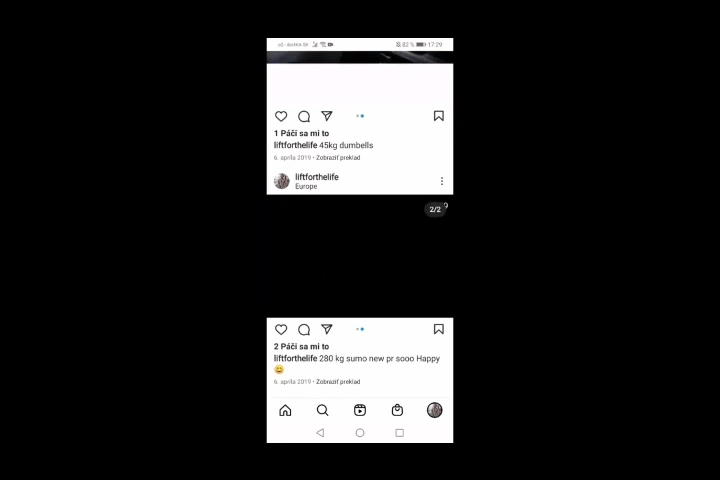 82 % 17:29
1 Páči sa mi to
liftforthelife 45kg dumbells
6. apríla 2019 • Zobraziť preklad
liftforthelife
Europe
2/2
2 Páči sa mi to
liftforthelife 280 kg sumo new pr sooo Happy
😀
6. apríla 2019 • Zobraziť preklad